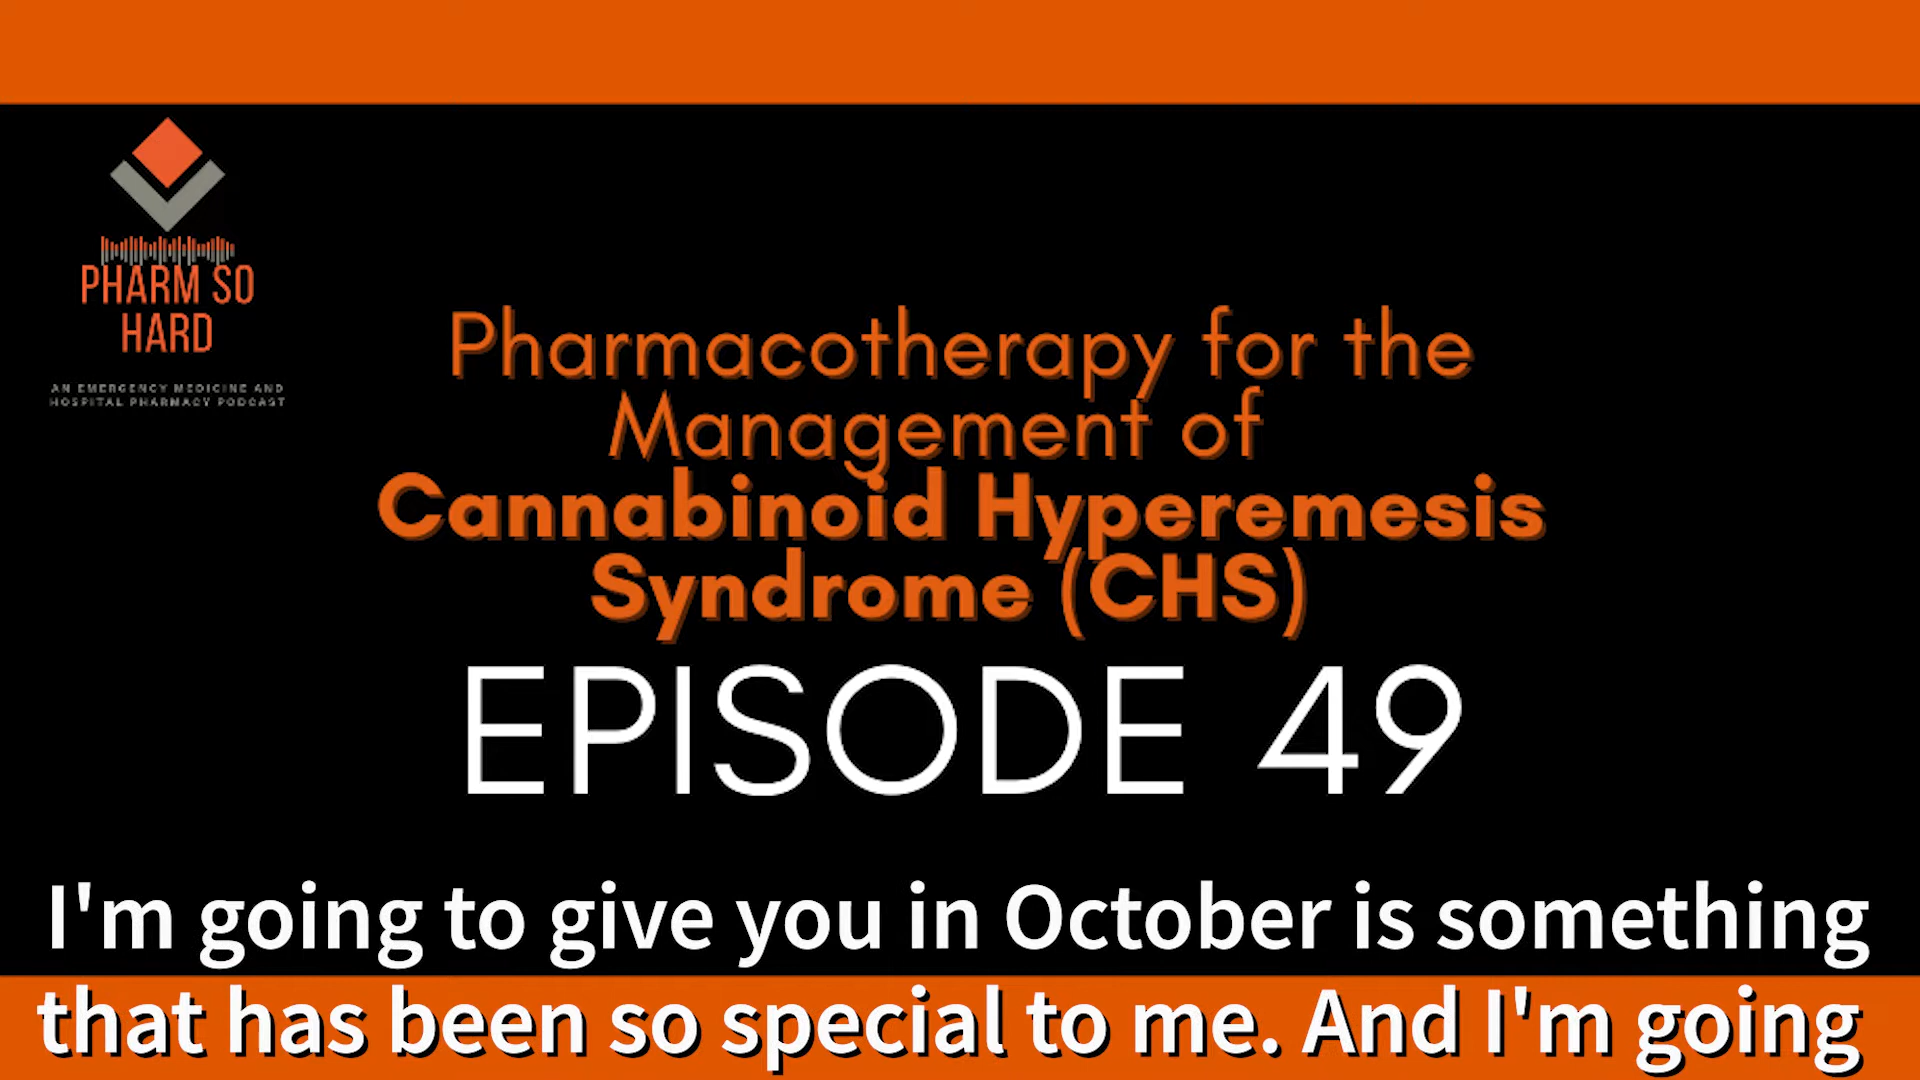 PHARM SO
HARD
AN EMERGENCY MEDICINE AND
HOSPITAL PHARMACY PODCAST
Pharmacotherapy for the
Management of
Cannabinoid Hyperemesis
Syndrome (CHS)
EPISODE 49
I'm going to give you in October is something
that has been so special to me. And I'm going